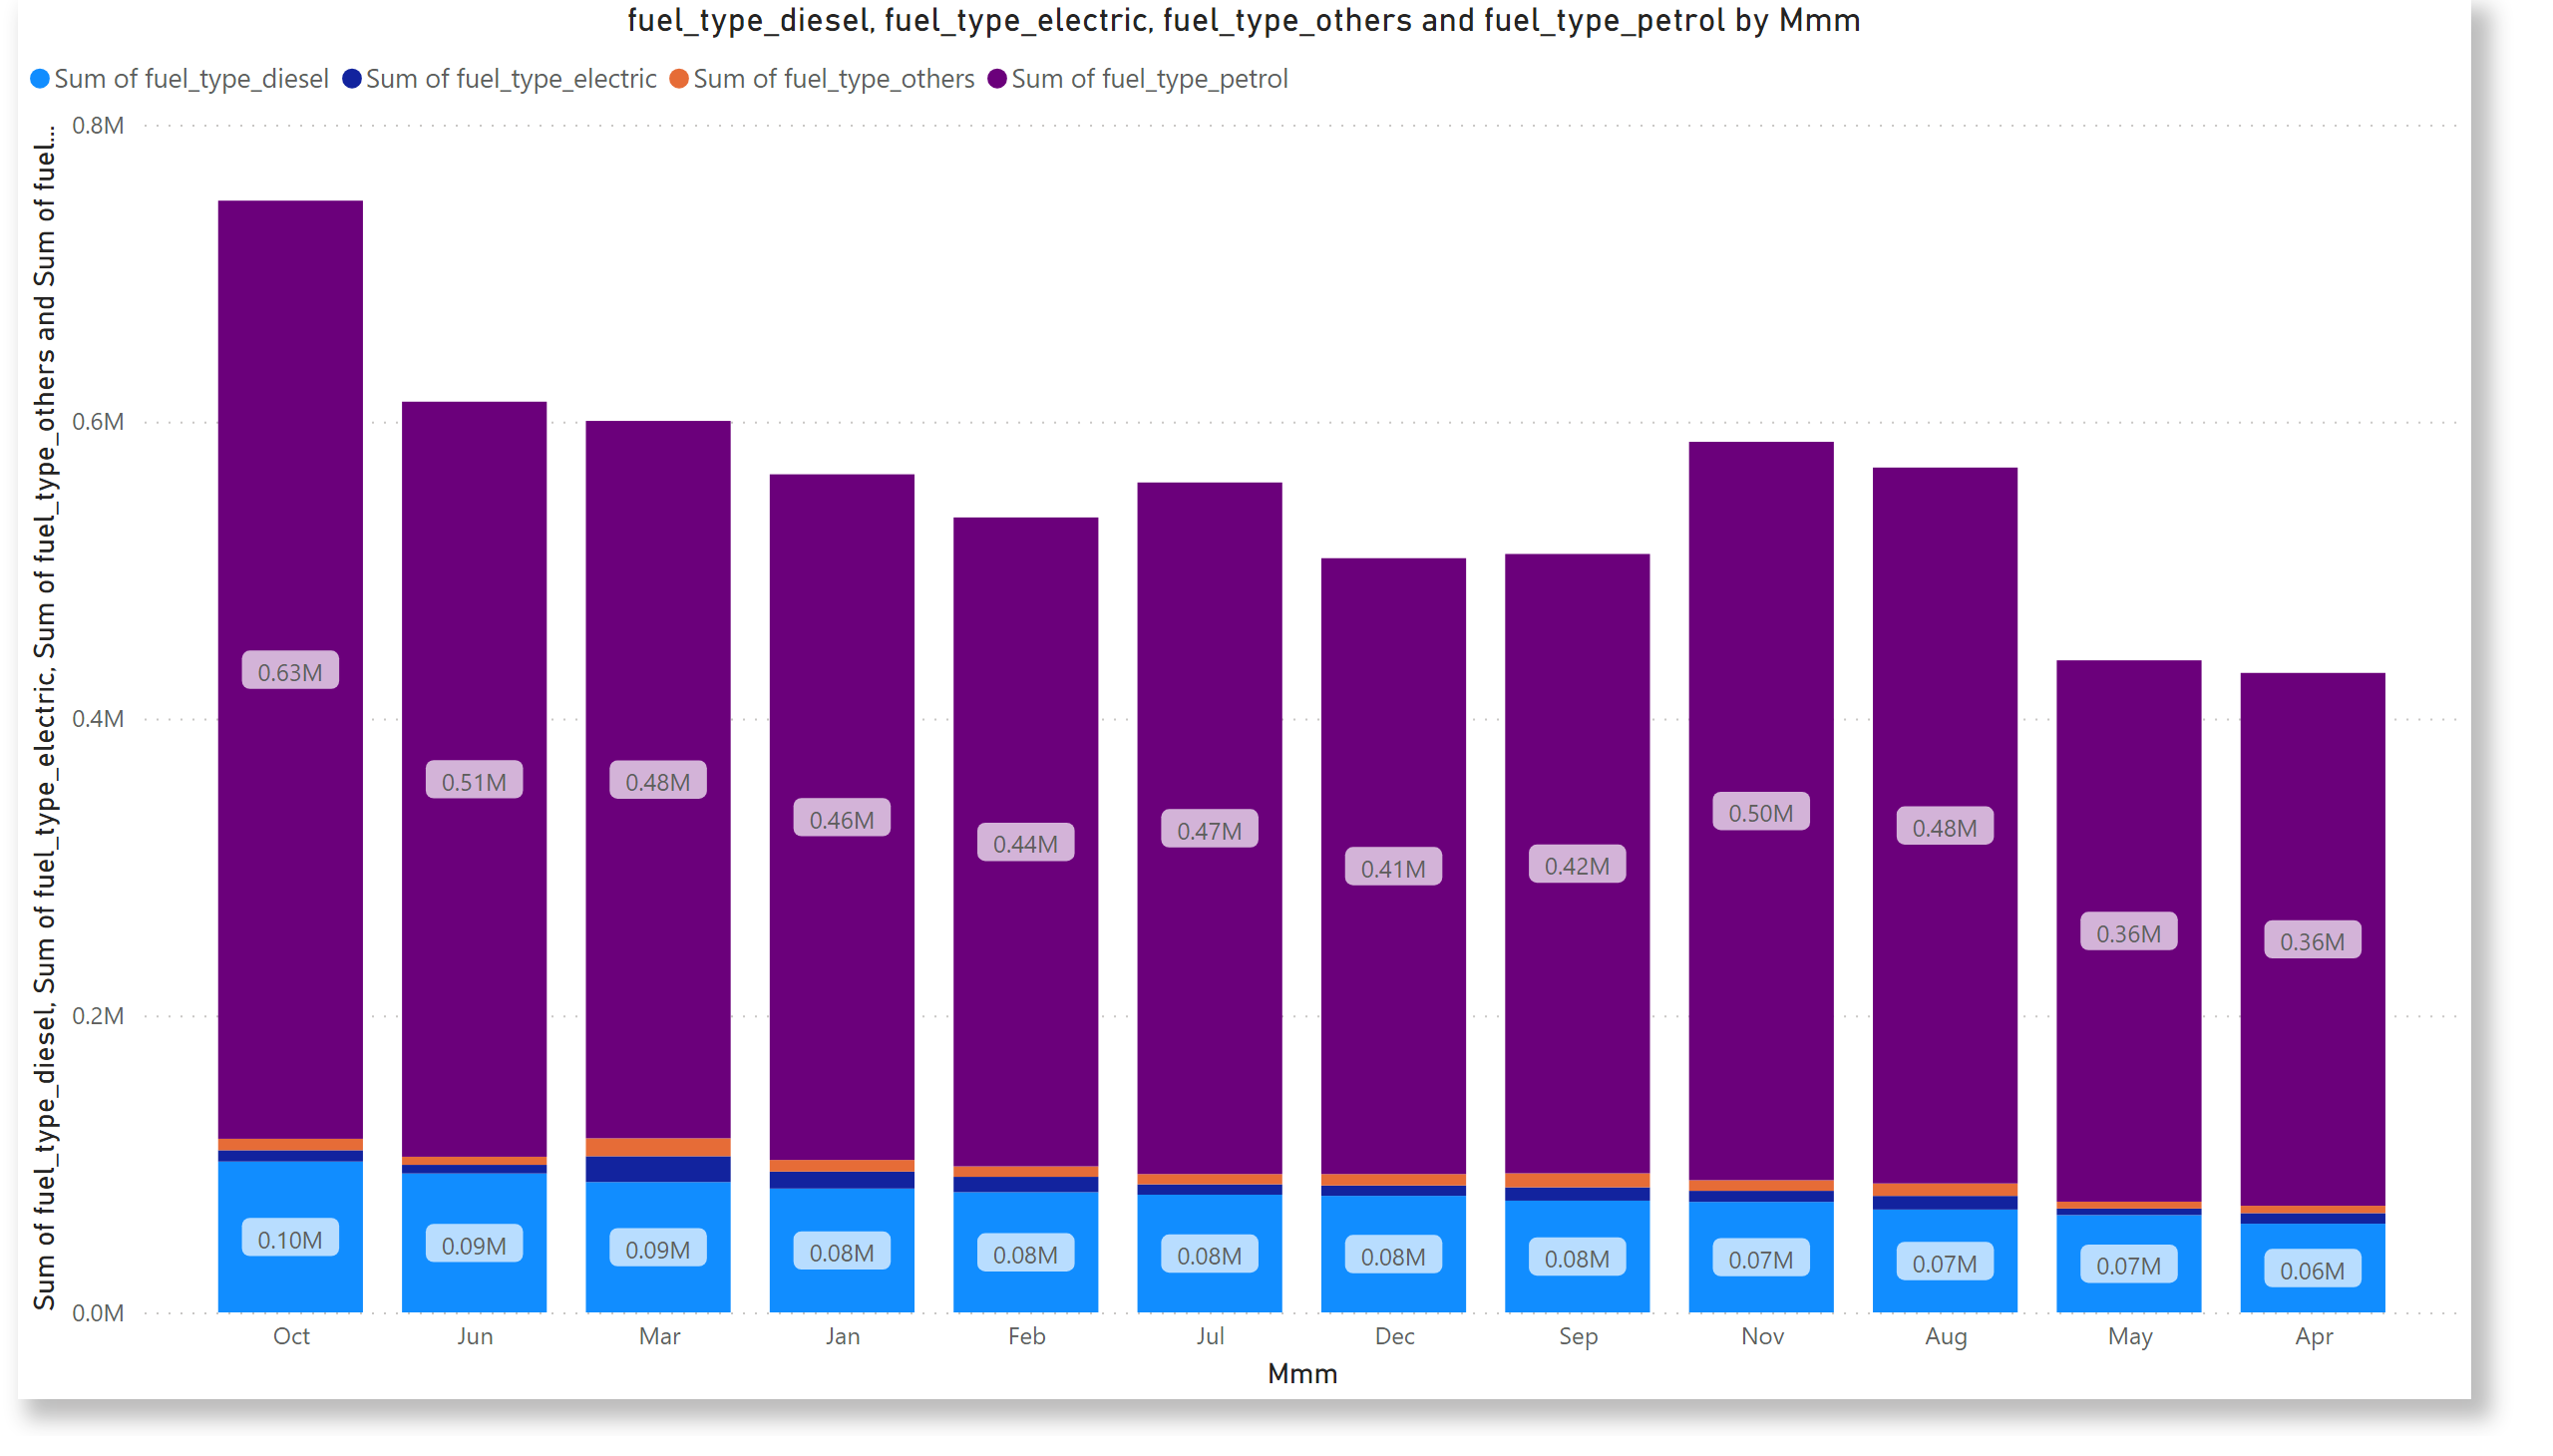 fuel_type_diesel, fuel_type_electric, fuel_type_others and fuel_type_petrol by Mmm
Sum of fuel_type_diesel Sum of fuel_type_electric Sum of fuel_type_others Sum of fuel_type_petrol
Sum of fuel_type_diesel, Sum of fuel_type_electric, Sum of fuel_type_others and Sum of fuel...
0.8M
0.6M
0.4M
0.2M
0.0M
0.63M
0.51M
0.48M
0.46M
0.44M
0.47M
0.41M
0.42M
0.50M
0.48M
0.36M
0.36M
0.10M
0.09M
0.09M
0.08M
0.08M
0.08M
0.08M
0.08M
0.07M
0.07M
0.07M
0.06M
Oct Jun Mar Jan Feb Jul Dec Sep Nov Aug May Apr
Mmm